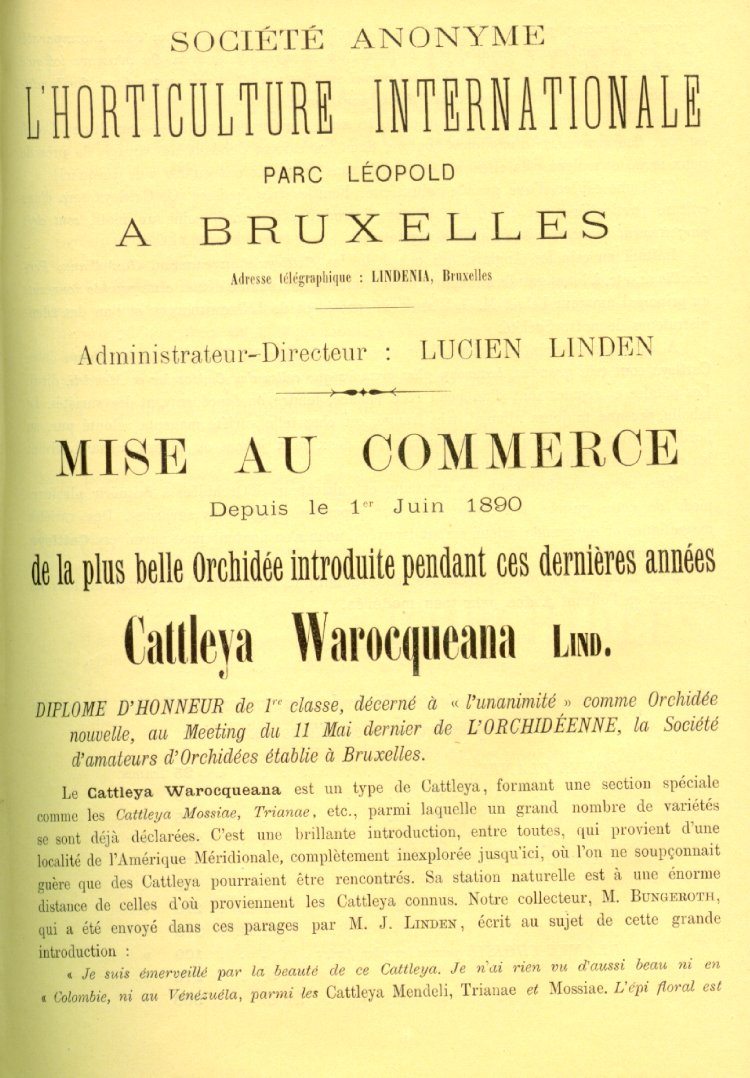 SOCIÉTÉ ANONYME
L'HORTICULTURE INTERNATIONALE
PARC LÉOPOLD
A BRUXELLES
Adresse télégraphique : LINDENIA, Bruxelles
Administrateur-Directeur : LUCIEN LINDEN
MISE AU COMMERCE
Depuis le 1er Juin 1890
de la plus belle Orchidée introduite pendant ces dernières années
Cattleya Warocqueana LIND.
DIPLOME D'HONNEUR de 1re classe, décerné à « l'unanimité » comme Orchidée
nouvelle, au Meeting du 11 Mai dernier de L'ORCHIDÉENNE, la Société
d'amateurs d'Orchidées établie à Bruxelles.
Le Cattleya Warocqueana est un type de Cattleya, formant une section spéciale
comme les Cattleya Mossiae, Trianae, etc., parmi laquelle un grand nombre de variétés
se sont déjà déclarées. C'est une brillante introduction, entre toutes, qui provient d'une
localité de l'Amérique Méridionale, complètement inexplorée jusqu'ici, où l'on ne soupçonnait
guère que des Cattleya pourraient être rencontrés. Sa station naturelle est à une énorme
distance de celles d'où proviennent les Cattleya connus. Notre collecteur, M. BUNGEROTH,
qui a été envoyé dans ces parages par M. J. LINDEN, écrit au sujet de cette grande
introduction :
« Je suis émerveillé par la beauté de ce Cattleya. Je n'ai rien vu d'aussi beau ni en
« Colombie, ni au Vénézuéla, parmi les Cattleya Mendeli, Trianae et Mossiae. L'épi floral est